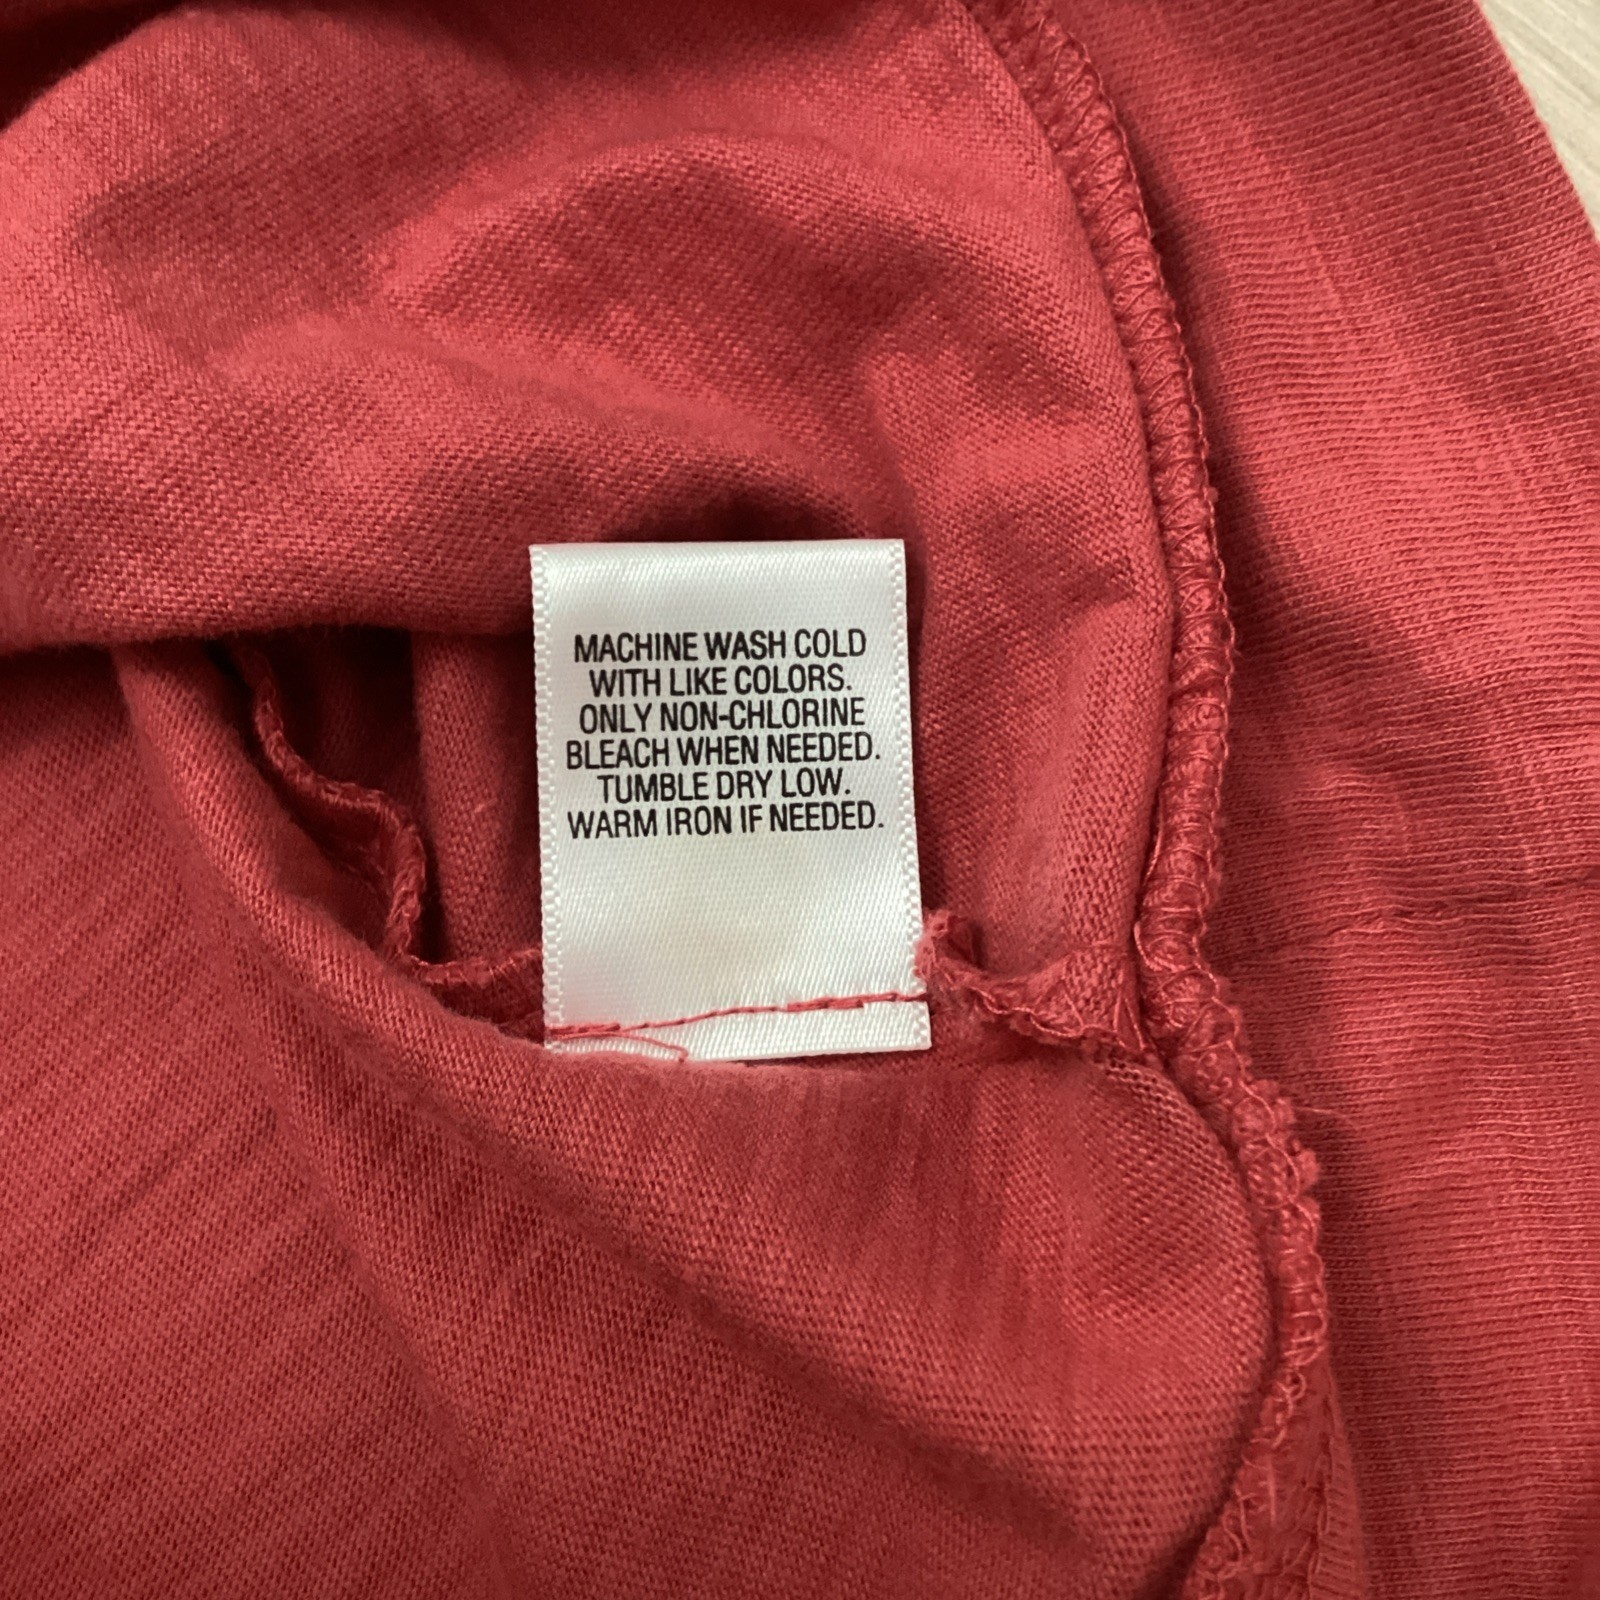 MACHINE WASH COLD
WITH LIKE COLORS.
ONLY NON-CHLORINE
BLEACH WHEN NEEDED.
TUMBLE DRY LOW.
WARM IRON IF NEEDED.